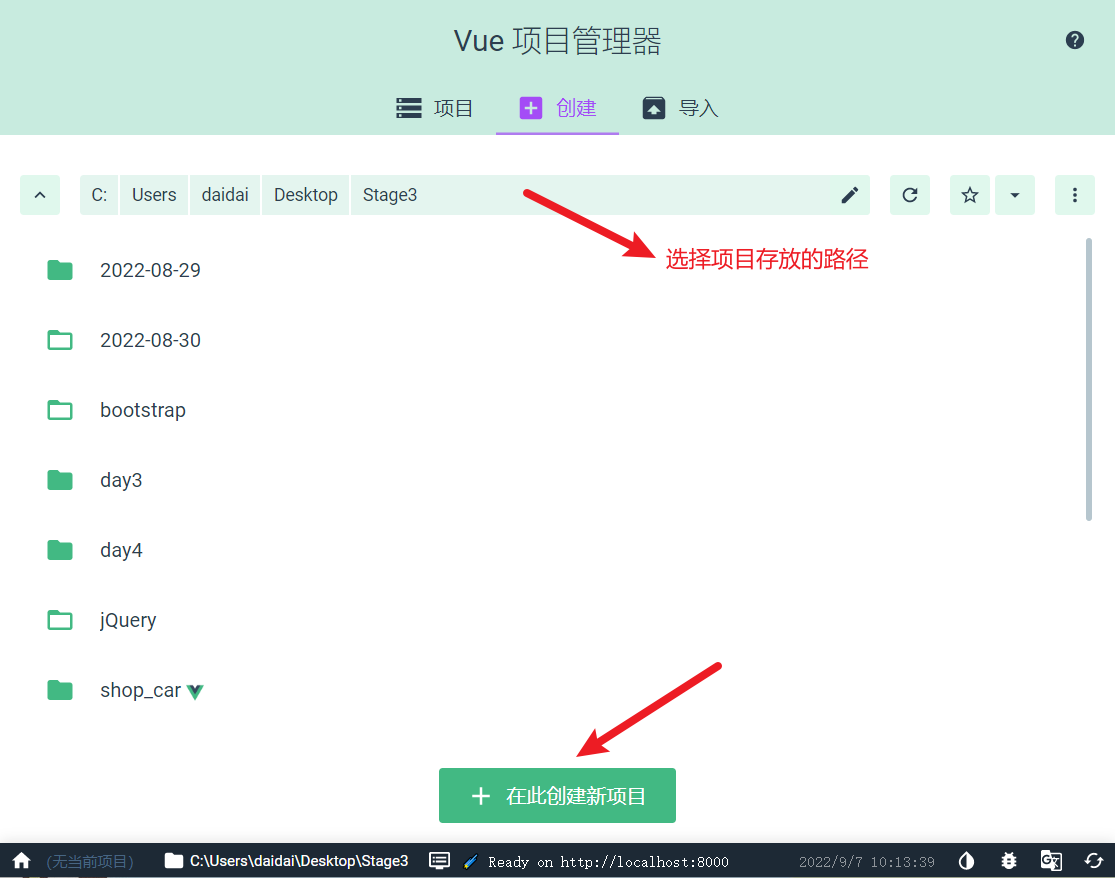 Vue 项目管理器
项目 创建 导入
C: Users daidai Desktop Stage3
选择项目存放的路径
2022-08-29
2022-08-30
bootstrap
day3
day4
jQuery
shop_car
在此创建新项目
(无当前项目) C:\Users\daidai\Desktop\Stage3 Ready on http://localhost:8000 2022/9/7 10:13:39